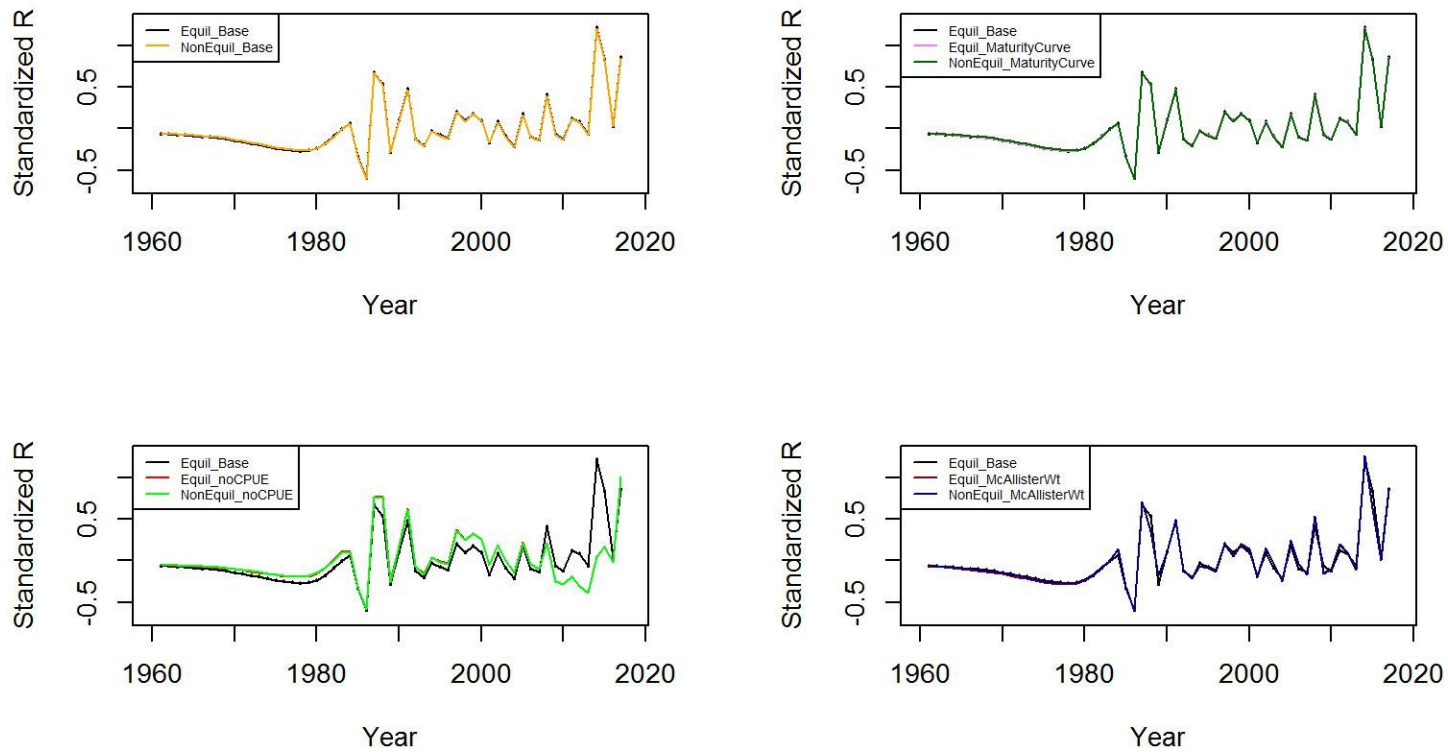 Standardized R
0.5
-0.5
Equil_Base
NonEquil_Base
1960
1980
2000
2020
Year
Standardized R
0.5
-0.5
Equil_Base
Equil_MaturityCurve
NonEquil_MaturityCurve
1960
1980
2000
2020
Year
Standardized R
0.5
-0.5
Equil_Base
Equil_noCPUE
NonEquil_noCPUE
1960
1980
2000
2020
Year
Standardized R
0.5
-0.5
Equil_Base
Equil_McAllisterWt
NonEquil_McAllisterWt
1960
1980
2000
2020
Year